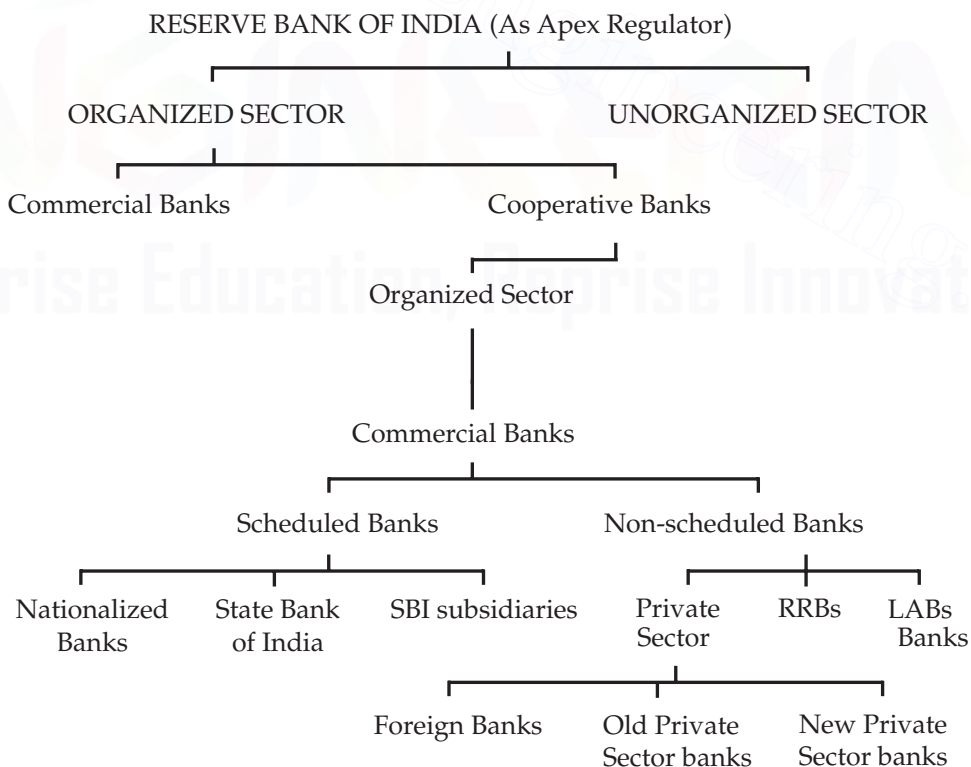 RESERVE BANK OF INDIA (As Apex Regulator)
ORGANIZED SECTOR
UNORGANIZED SECTOR
Commercial Banks
Cooperative Banks
Organized Sector
Commercial Banks
Scheduled Banks
Non-scheduled Banks
Nationalized
Banks
State Bank
of India
SBI subsidiaries
Private
Sector
RRBs
LABs
Banks
Foreign Banks
Old Private
Sector banks
New Private
Sector banks